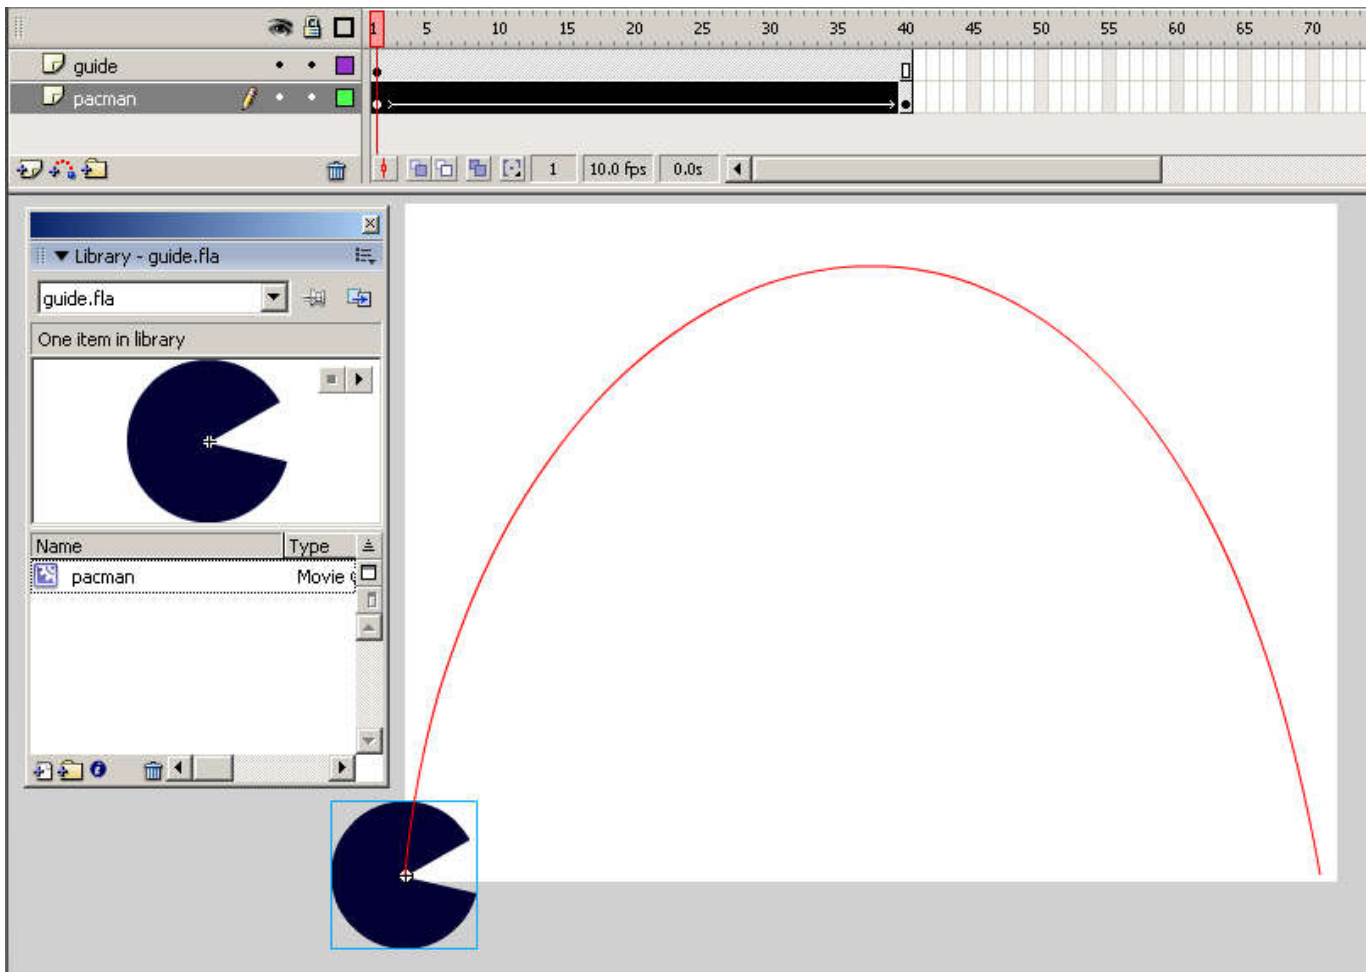 1 5 10 15 20 25 30 35 40 45 50 55 60 65 70
guide
pacman
1 10.0 fps 0.0s
Library - guide.fla
guide.fla
One item in library
Name Type
pacman Movie